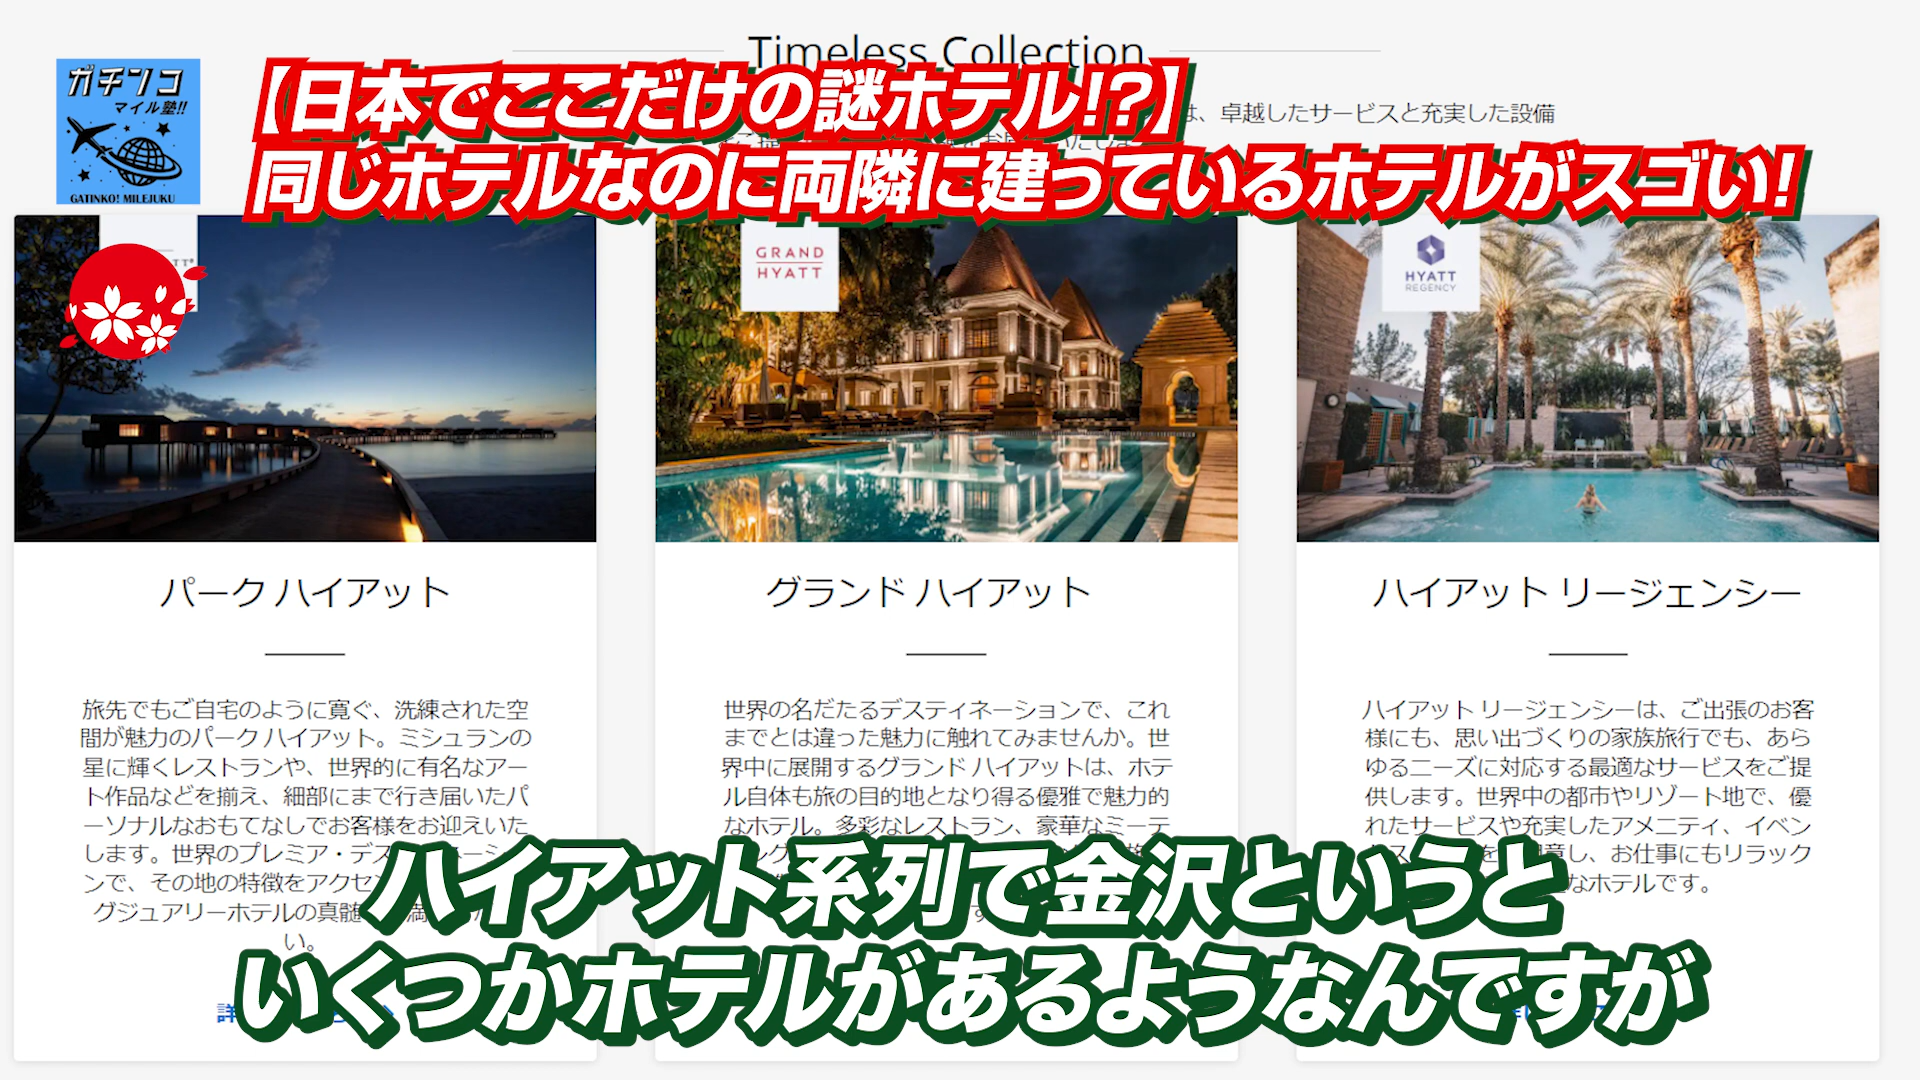 Timeless Collection
ガチンコ
マイル塾!!
GATINKO! MILEJUKU
【日本でここだけの謎ホテル!?】
は、卓越したサービスと充実した設備
同じホテルなのに両隣に建っているホテルがスゴい!
GRAND
HYATT
HYATT
REGENCY
パーク ハイアット
旅先でもご自宅のように寛ぐ、洗練された空
間が魅力のパーク ハイアット。ミシュランの
星に輝くレストランや、世界的に有名なアー
ト作品などを揃え、細部にまで行き届いたパ
ーソナルなおもてなしでお客様をお迎えいた
します。世界のプレミア・デス
ンで、その地の特徴をアクセ
グジュアリーホテルの真髄
い。
グランド ハイアット
世界の名だたるデスティネーションで、これ
までとは違った魅力に触れてみませんか。世
界中に展開するグランド ハイアットは、ホテ
ル自体も旅の目的地となり得る優雅で魅力的
なホテル。多彩なレストラン、豪華なミーテ
ハイアット リージェンシー
ハイアット リージェンシーは、ご出張のお客
様にも、思い出づくりの家族旅行でも、あら
ゆるニーズに対応する最適なサービスをご提
供します。世界中の都市やリゾート地で、優
れたサービスや充実したアメニティ、イベン
意し、お仕事にもリラック
なホテルです。
ハイアット系列で金沢というと
いくつかホテルがあるようなんですが